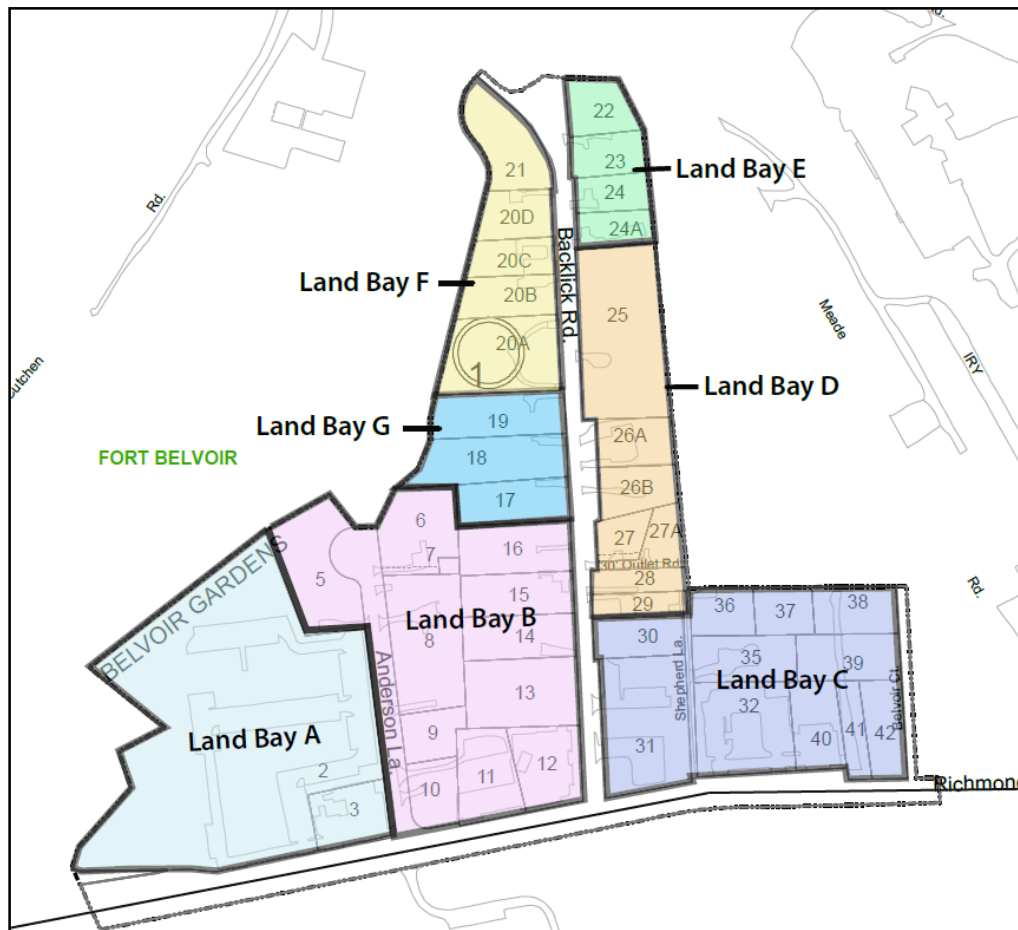 Rd.
22
23
Land Bay E
21
24
20D
24A
Backlick Rd.
20C
Land Bay F
20B
25
Meade
20A
1
IRY
Land Bay D
19
Land Bay G
26A
FORT BELVOIR
18
26B
17
6
27
27A
7
16
30' Outlet Rd.
BELVOIR GARDENS
5
28
15
29
36
37
38
Rd.
Land Bay B
8
14
30
35
39
Anderson La.
Shepherd La.
Land Bay C
Belvoir Ct.
13
32
Land Bay A
9
31
40
41
42
2
12
11
10
3
Richmond